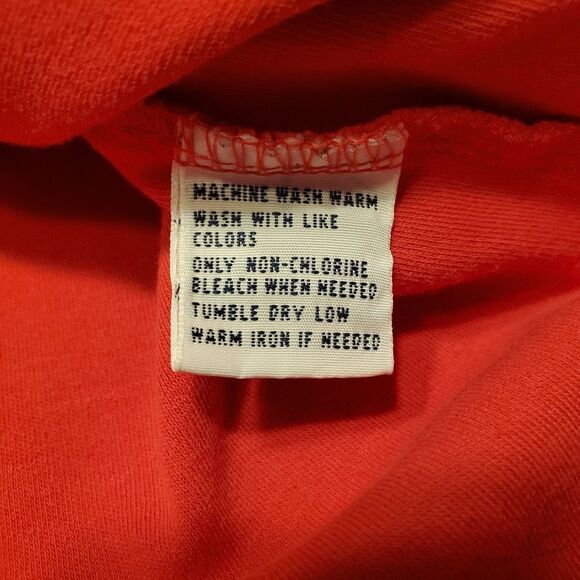 MACHINE WASH WARM
WASH WITH LIKE
COLORS
ONLY NON-CHLORINE
BLEACH WHEN NEEDED
TUMBLE DRY LOW
WARM IRON IF NEEDED